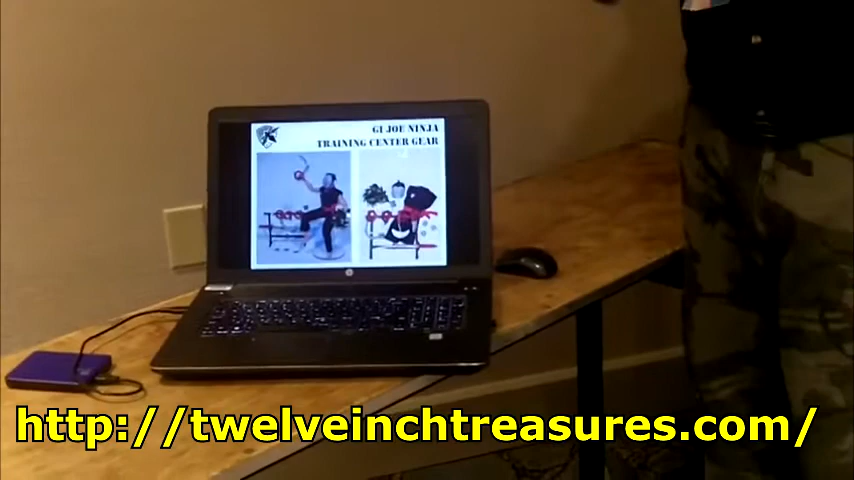 GI JOE NINJA
TRAINING CENTER GEAR
http://twelveinchtreasures.com/